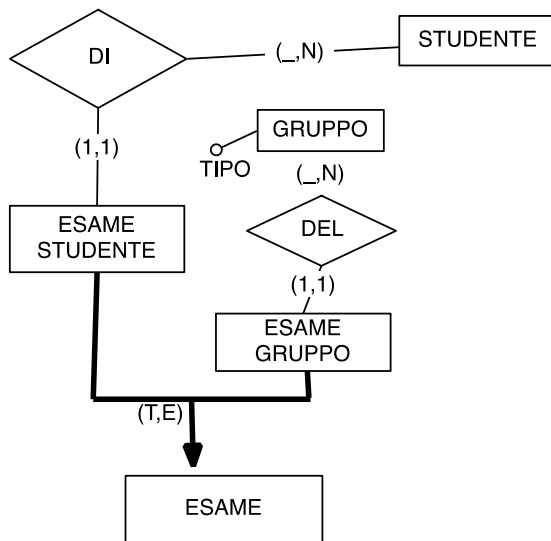 DI
(_,N)
STUDENTE
(1,1)
GRUPPO
TIPO
(_,N)
ESAME
STUDENTE
DEL
(1,1)
ESAME
GRUPPO
(T,E)
ESAME